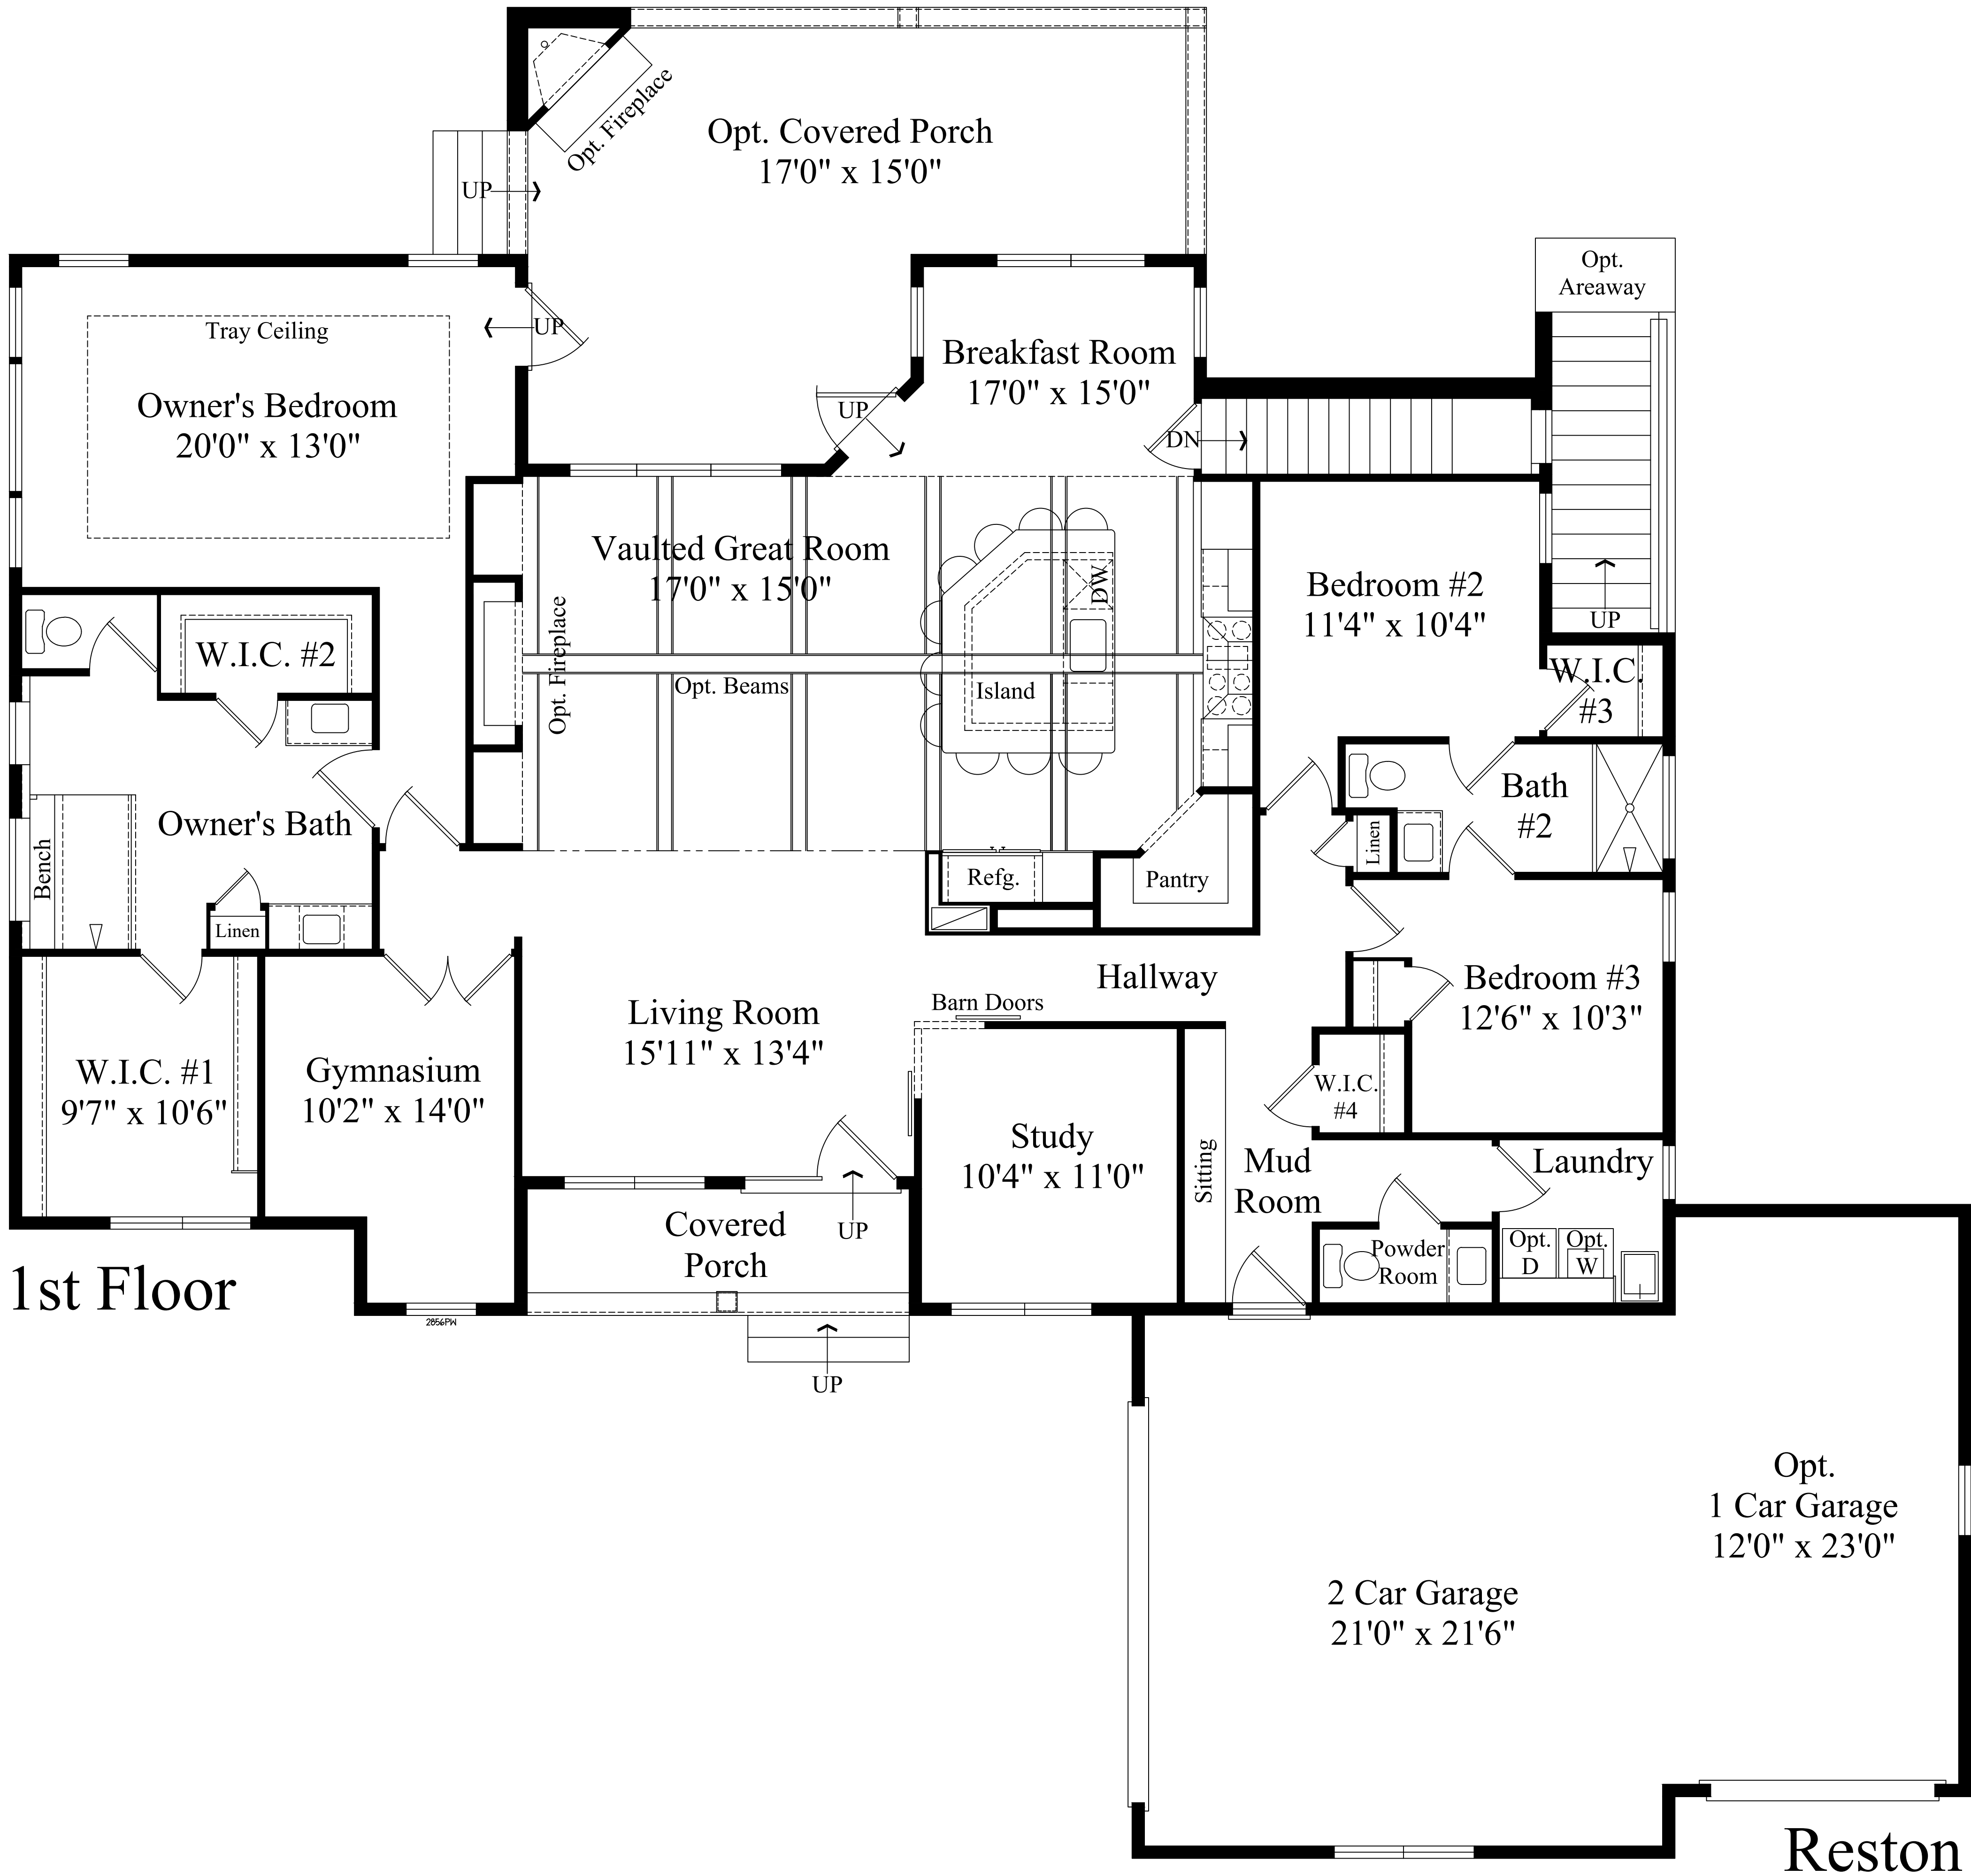 Opt. Fireplace
Opt. Covered Porch
17'0" x 15'0"
UP
Opt.
Areaway
Tray Ceiling
UP
Owner's Bedroom
20'0" x 13'0"
Breakfast Room
17'0" x 15'0"
UP
DN
Vaulted Great Room
17'0" x 15'0"
DW
Bedroom #2
11'4" x 10'4"
UP
W.I.C. #2
Opt. Fireplace
Opt. Beams
Island
W.I.C.
#3
Bath
#2
Owner's Bath
Bench
Linen
Linen
Refg.
Pantry
Hallway
Bedroom #3
12'6" x 10'3"
Barn Doors
Living Room
15'11" x 13'4"
W.I.C. #1
9'7" x 10'6"
Gymnasium
10'2" x 14'0"
W.I.C.
#4
Study
10'4" x 11'0"
Sitting
Mud
Room
Laundry
Covered
Porch
UP
Powder
Room
Opt.
D
Opt.
W
1st Floor
2856PW
UP
Opt.
1 Car Garage
12'0" x 23'0"
2 Car Garage
21'0" x 21'6"
Reston